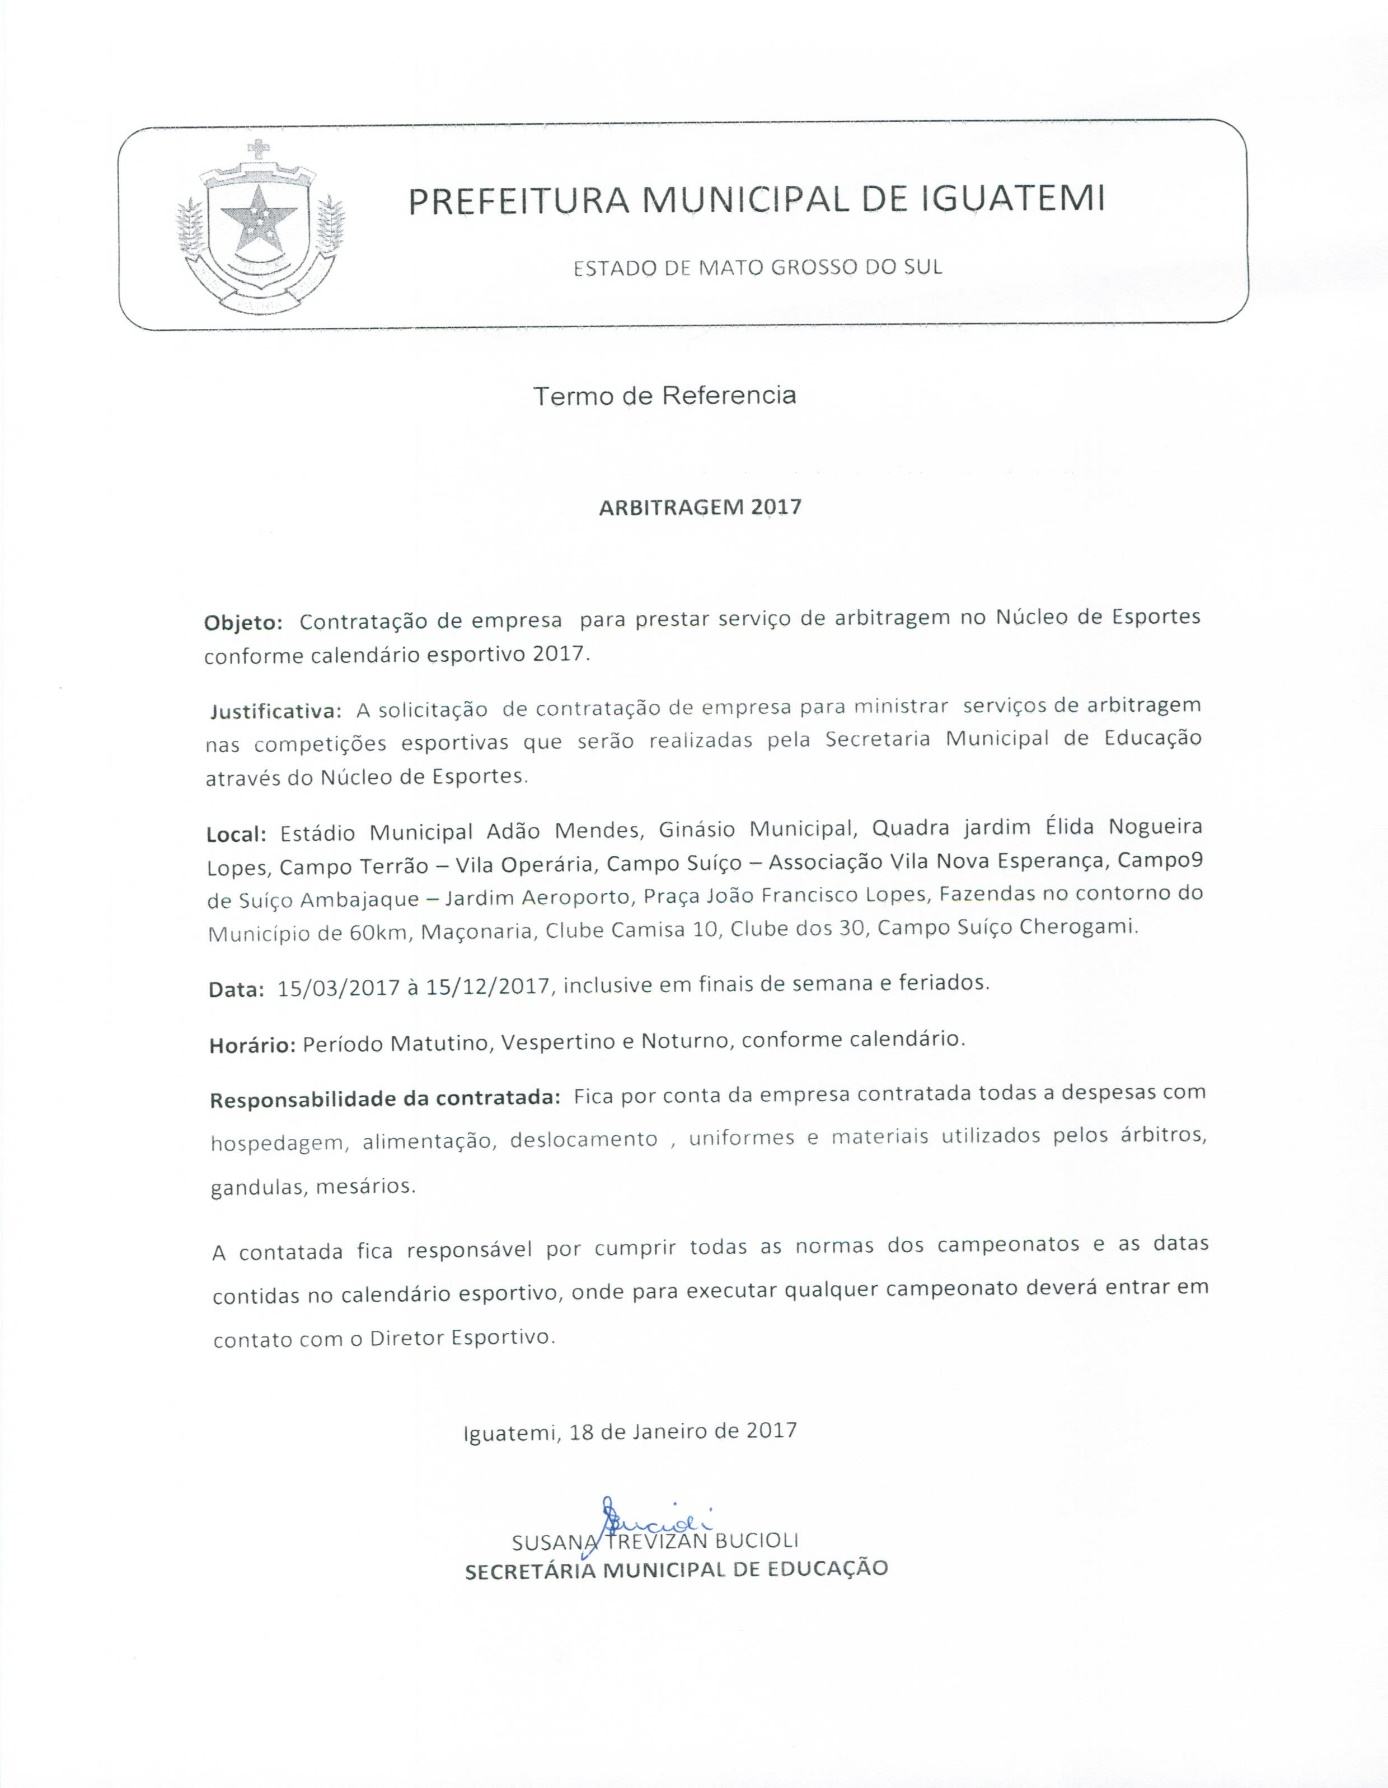 PREFEITURA MUNICIPAL DE IGUATEMI
ESTADO DE MATO GROSSO DO SUL
Termo de Referencia
ARBITRAGEM 2017
Objeto: Contratação de empresa para prestar serviço de arbitragem no Núcleo de Esportes
conforme calendário esportivo 2017.
Justificativa: A solicitação de contratação de empresa para ministrar serviços de arbitragem
nas competições esportivas que serão realizadas pela Secretaria Municipal de Educação
através do Núcleo de Esportes.
Local: Estádio Municipal Adão Mendes, Ginásio Municipal, Quadra jardim Élida Nogueira
Lopes, Campo Terrão – Vila Operária, Campo Suíço – Associação Vila Nova Esperança, Campo9
de Suíço Ambajaque – Jardim Aeroporto, Praça João Francisco Lopes, Fazendas no contorno do
Município de 60km, Maçonaria, Clube Camisa 10, Clube dos 30, Campo Suíço Cherogami.
Data: 15/03/2017 à 15/12/2017, inclusive em finais de semana e feriados.
Horário: Período Matutino, Vespertino e Noturno, conforme calendário.
Responsabilidade da contratada: Fica por conta da empresa contratada todas a despesas com
hospedagem, alimentação, deslocamento , uniformes e materiais utilizados pelos árbitros,
gandulas, mesários.
A contatada fica responsável por cumprir todas as normas dos campeonatos e as datas
contidas no calendário esportivo, onde para executar qualquer campeonato deverá entrar em
contato com o Diretor Esportivo.
Iguatemi, 18 de Janeiro de 2017
SBucioli
SUSANA TREVIZAN BUCIOLI
SECRETÁRIA MUNICIPAL DE EDUCAÇÃO